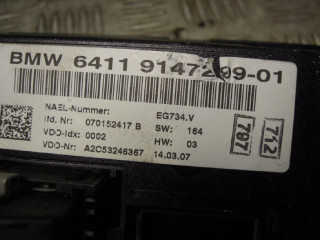 BMW 6411 9147299-01
NAEL-Nummer: EG734.V
lfd. Nr: 070152417 B SW: 164
VDO-Idx: 0002 HW: 03
VDO-Nr: A2C53246367 14.03.07
797
712